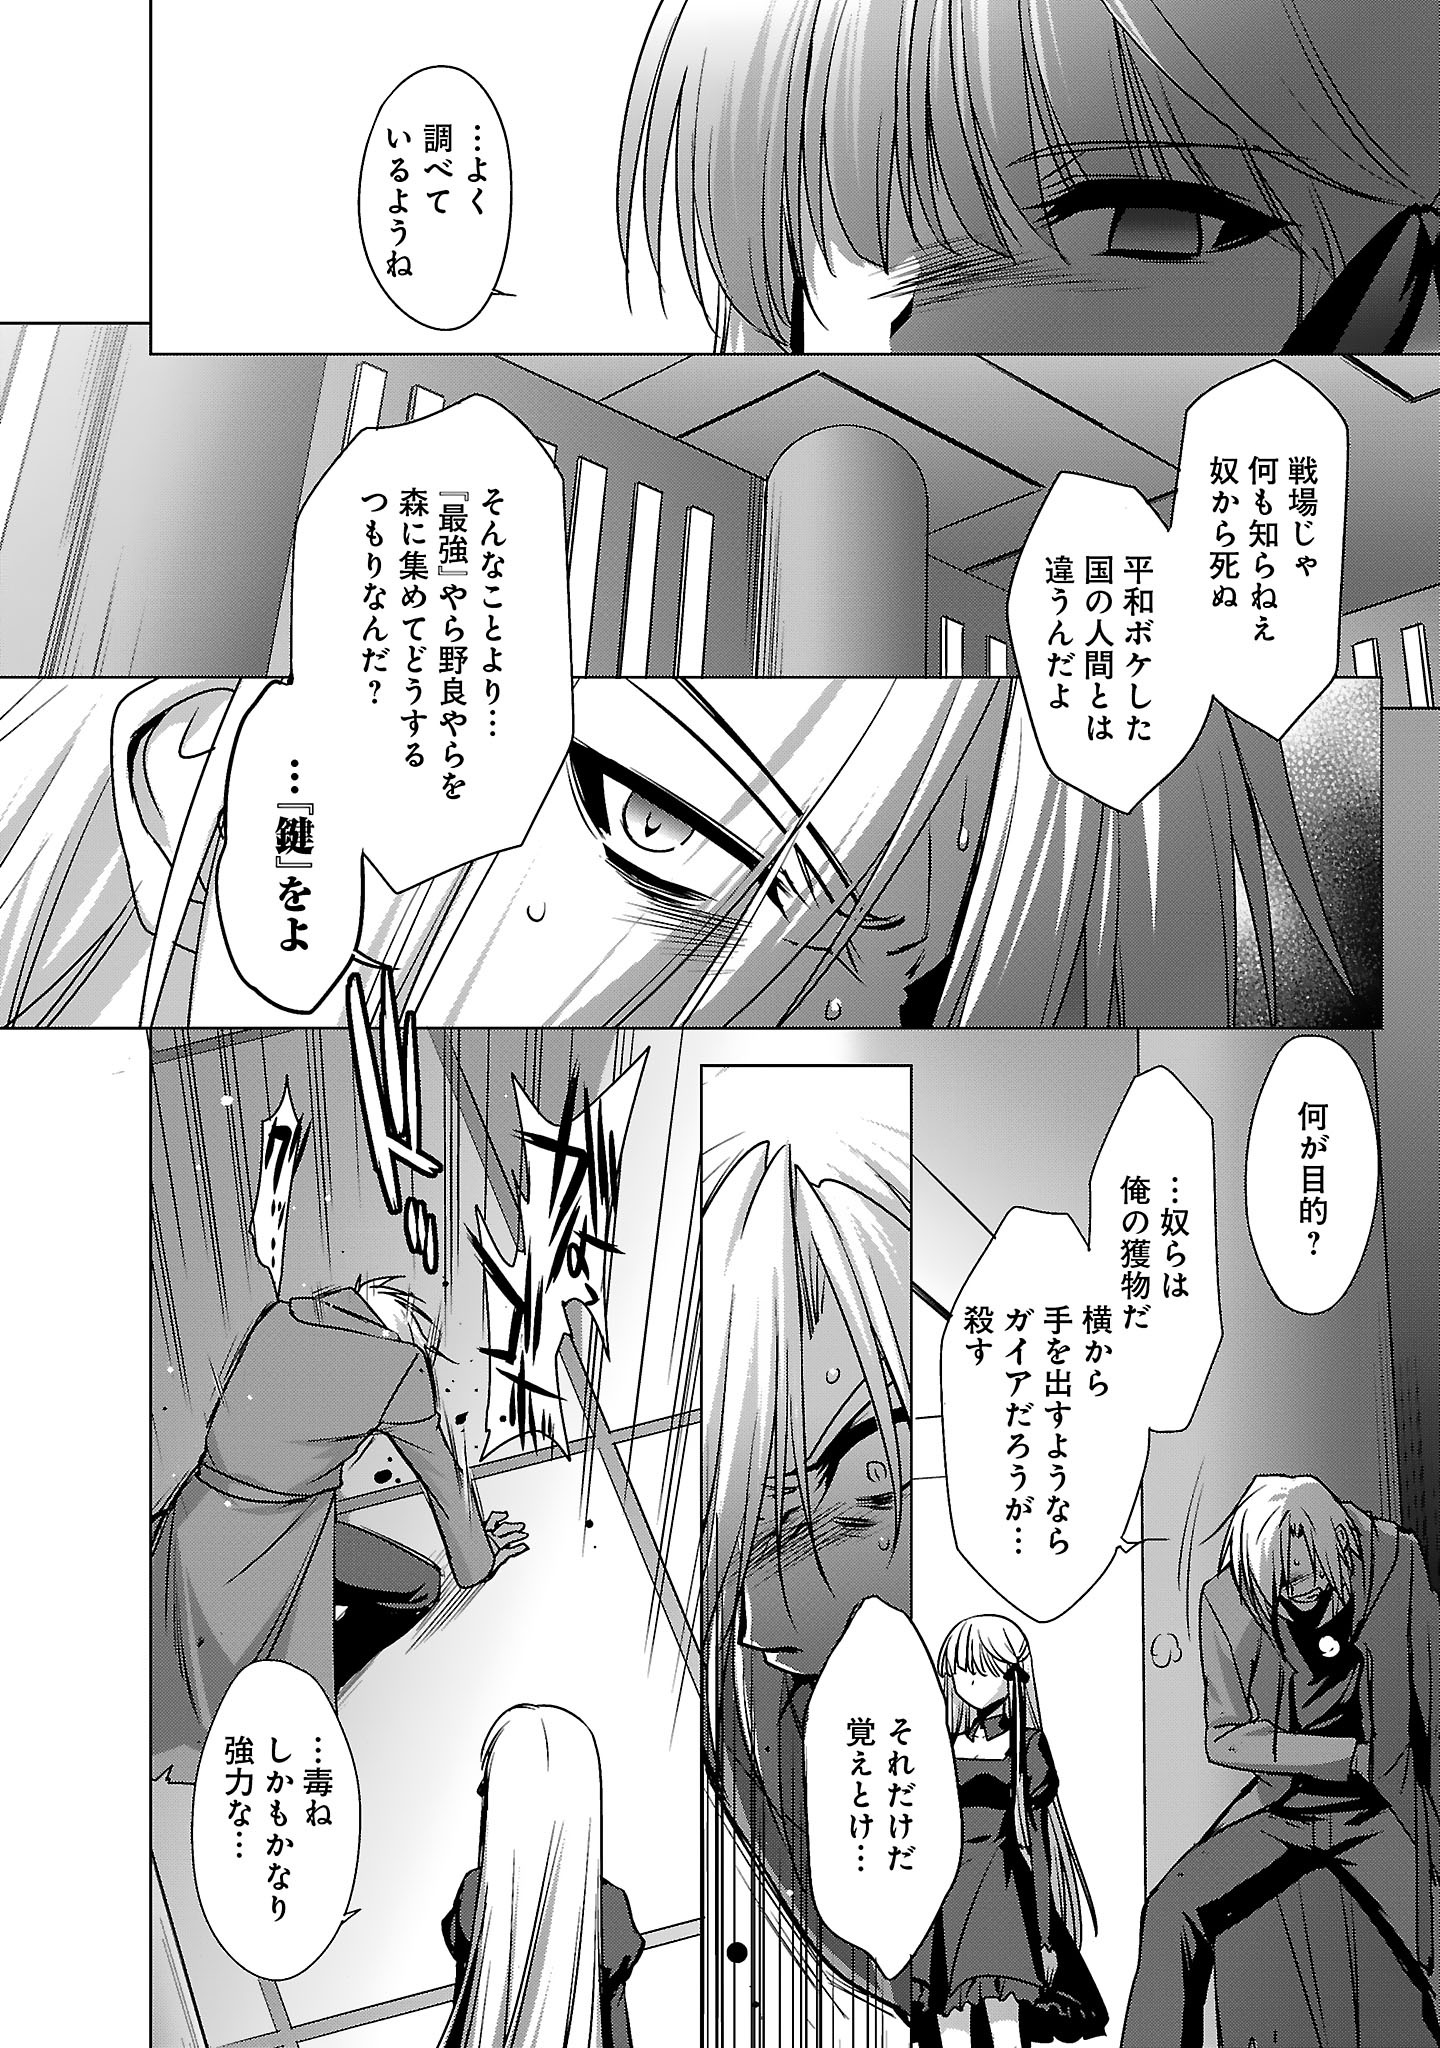 …よく
調べて
いるようね
戦場じゃ
何も知らねえ
奴から死ぬ
平和ボケした
国の人間とは
違うんだよ
そんなことより…
『最強』やら野良やらを
森に集めてどうする
つもりなんだ？
…『鍵』をよ
何が目的？
…奴らは
俺の獲物だ
横から
手を出すようなら
ガイアだろうが…
殺す
それだけだ
覚えとけ…
ガハッ
グ…
…毒ね
しかもかなり
強力な…